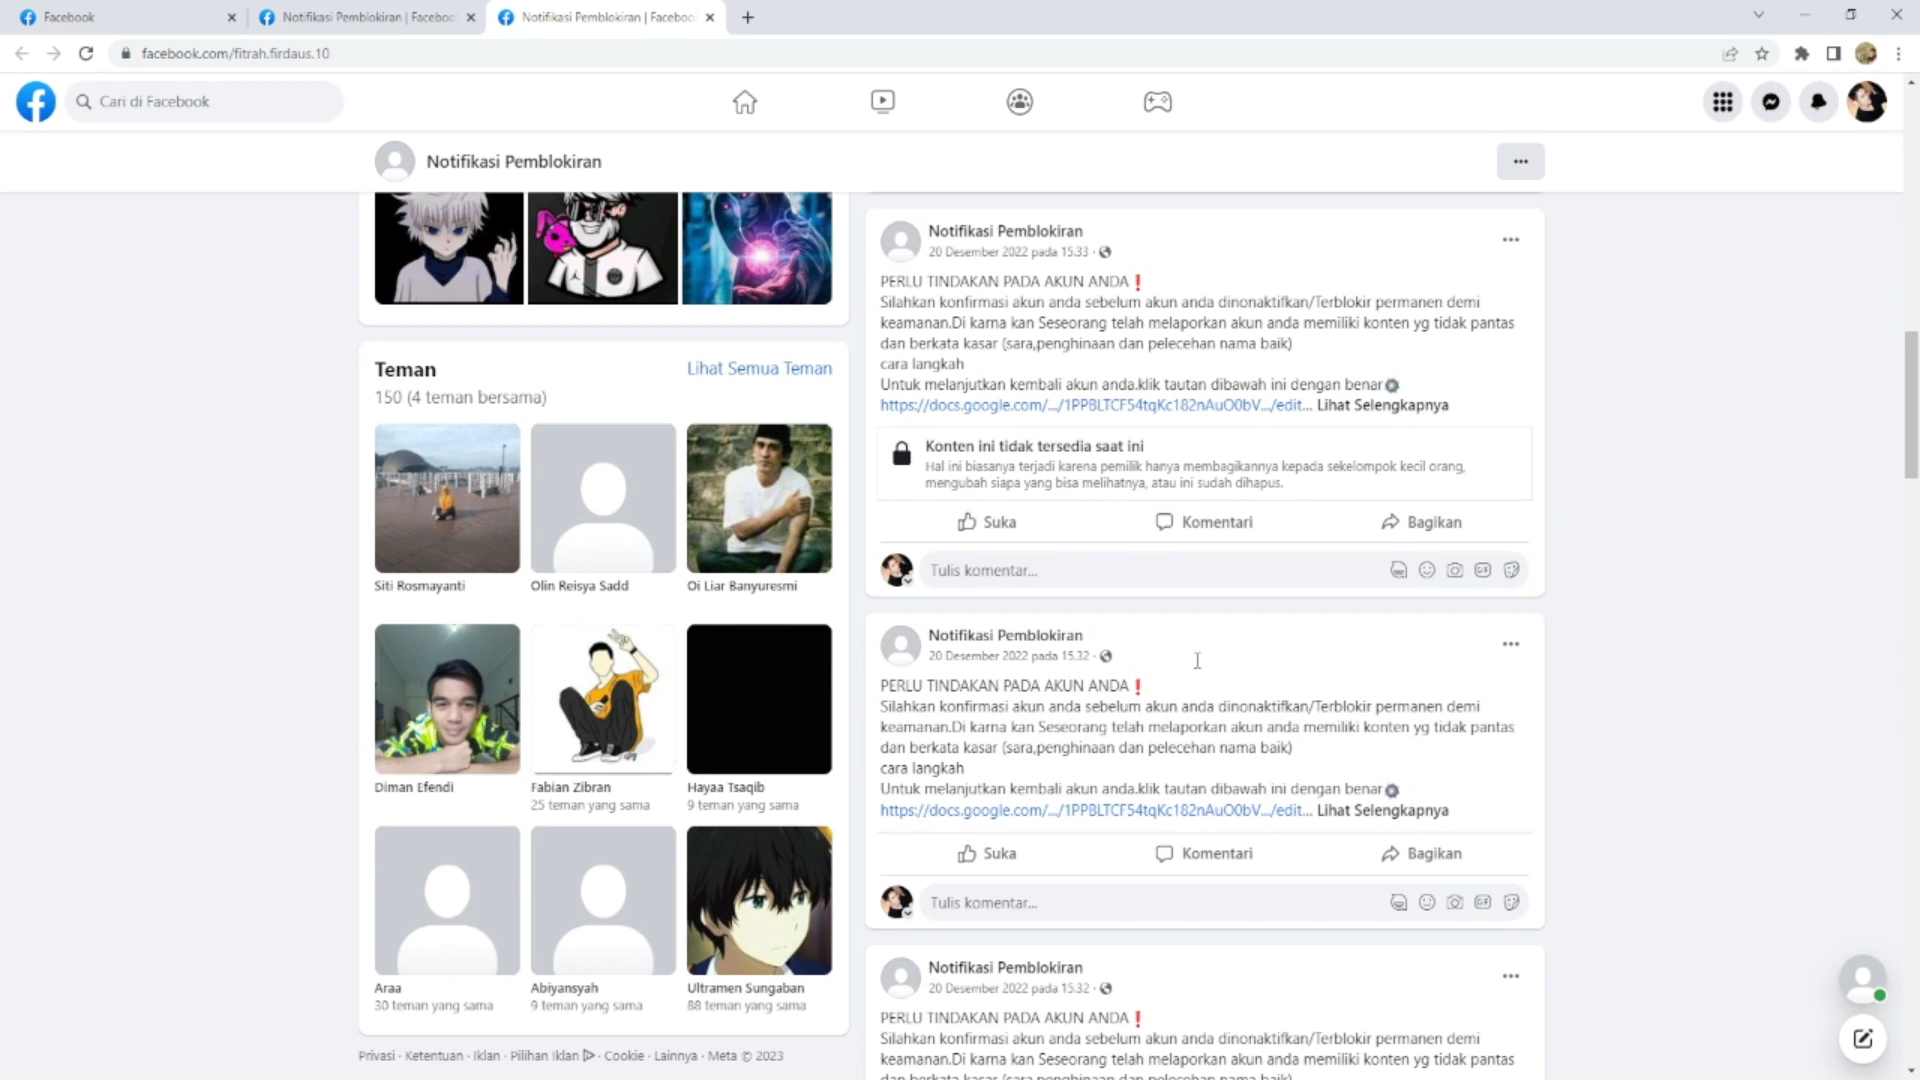 Facebook
Notifikasi Pemblokiran | Faceboo
Notifikasi Pemblokiran | Faceboo
facebook.com/fitrah.firdaus.10
Cari di Facebook
Notifikasi Pemblokiran
Teman
Lihat Semua Teman
150 (4 teman bersama)
Siti Rosmayanti
Olin Reisya Sadd
Oi Liar Banyuresmi
Diman Efendi
Fabian Zibran
25 teman yang sama
Hayaa Tsaqib
9 teman yang sama
Araa
30 teman yang sama
Abiyansyah
9 teman yang sama
Ultramen Sungaban
88 teman yang sama
Privasi · Ketentuan · Iklan · Pilihan Iklan · Cookie · Lainnya · Meta © 2023
Notifikasi Pemblokiran
20 Desember 2022 pada 15.33 ·
PERLU TINDAKAN PADA AKUN ANDA❗
Silahkan konfirmasi akun anda sebelum akun anda dinonaktifkan/Terblokir permanen demi
keamanan.Di karna kan Seseorang telah melaporkan akun anda memiliki konten yg tidak pantas
dan berkata kasar (sara,penghinaan dan pelecehan nama baik)
cara langkah
Untuk melanjutkan kembali akun anda.klik tautan dibawah ini dengan benar
https://docs.google.com/.../1PPBLTCF54tqKc182nAuO0bV.../edit... Lihat Selengkapnya
Konten ini tidak tersedia saat ini
Hal ini biasanya terjadi karena pemilik hanya membagikannya kepada sekelompok kecil orang,
mengubah siapa yang bisa melihatnya, atau ini sudah dihapus.
Suka
Komentari
Bagikan
Tulis komentar...
GIF
Notifikasi Pemblokiran
20 Desember 2022 pada 15.32 ·
PERLU TINDAKAN PADA AKUN ANDA❗
Silahkan konfirmasi akun anda sebelum akun anda dinonaktifkan/Terblokir permanen demi
keamanan.Di karna kan Seseorang telah melaporkan akun anda memiliki konten yg tidak pantas
dan berkata kasar (sara,penghinaan dan pelecehan nama baik)
cara langkah
Untuk melanjutkan kembali akun anda.klik tautan dibawah ini dengan benar
https://docs.google.com/.../1PPBLTCF54tqKc182nAuO0bV.../edit... Lihat Selengkapnya
Suka
Komentari
Bagikan
Tulis komentar...
GIF
Notifikasi Pemblokiran
20 Desember 2022 pada 15.32 ·
PERLU TINDAKAN PADA AKUN ANDA❗
Silahkan konfirmasi akun anda sebelum akun anda dinonaktifkan/Terblokir permanen demi
keamanan.Di karna kan Seseorang telah melaporkan akun anda memiliki konten yg tidak pantas
dan berkata kasar (sara,penghinaan dan pelecehan nama baik)